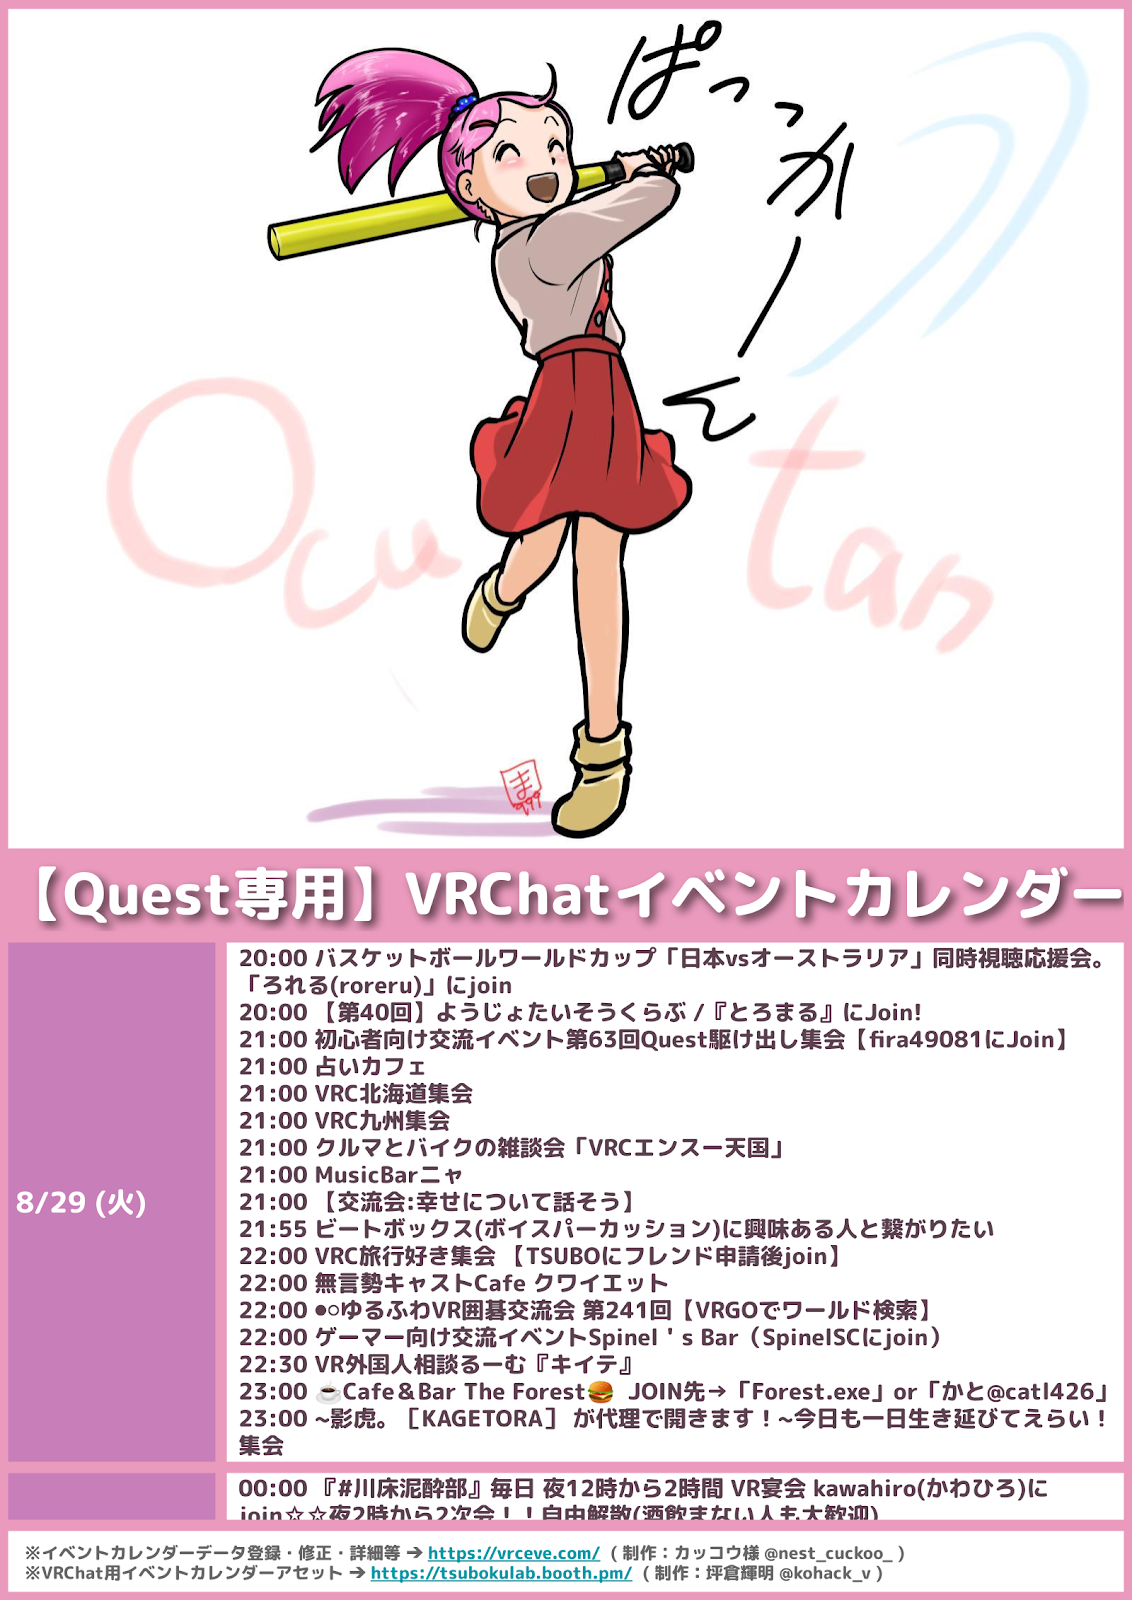 ぱっっかーん
Ocu tan
ま
999
【Quest専用】VRChatイベントカレンダー
8/29 (火)
20:00 バスケットボールワールドカップ「日本vsオーストラリア」同時視聴応援会。
「ろれる(roreru)」にjoin
20:00 【第40回】ようじょたいそうくらぶ /『とろまる』にJoin!
21:00 初心者向け交流イベント第63回Quest駆け出し集会【fira49081にJoin】
21:00 占いカフェ
21:00 VRC北海道集会
21:00 VRC九州集会
21:00 クルマとバイクの雑談会「VRCエンスー天国」
21:00 MusicBarニャ
21:00 【交流会:幸せについて話そう】
21:55 ビートボックス(ボイスパーカッション)に興味ある人と繋がりたい
22:00 VRC旅行好き集会 【TSUBOにフレンド申請後join】
22:00 無言勢キャストCafe クワイエット
22:00 ●○ゆるふわVR囲碁交流会 第241回【VRGOでワールド検索】
22:00 ゲーマー向け交流イベントSpinel ' s Bar（SpinelSCにjoin）
22:30 VR外国人相談るーむ『キイテ』
23:00 ☕Cafe＆Bar The Forest🍔 JOIN先→「Forest.exe」or「かと@catl426」
23:00 ~影虎。［KAGETORA］ が代理で開きます！~今日も一日生き延びてえらい！
集会
00:00 『#川床泥酔部』毎日 夜12時から2時間 VR宴会 kawahiro(かわひろ)に
join☆☆夜2時から2次会！！自由解散(酒飲まない人も大歓迎)
※イベントカレンダーデータ登録・修正・詳細等 ➔ https://vrceve.com/ （ 制作：カッコウ様 @nest_cuckoo_ ）
※VRChat用イベントカレンダーアセット ➔ https://tsubokulab.booth.pm/ （ 制作：坪倉輝明 @kohack_v ）